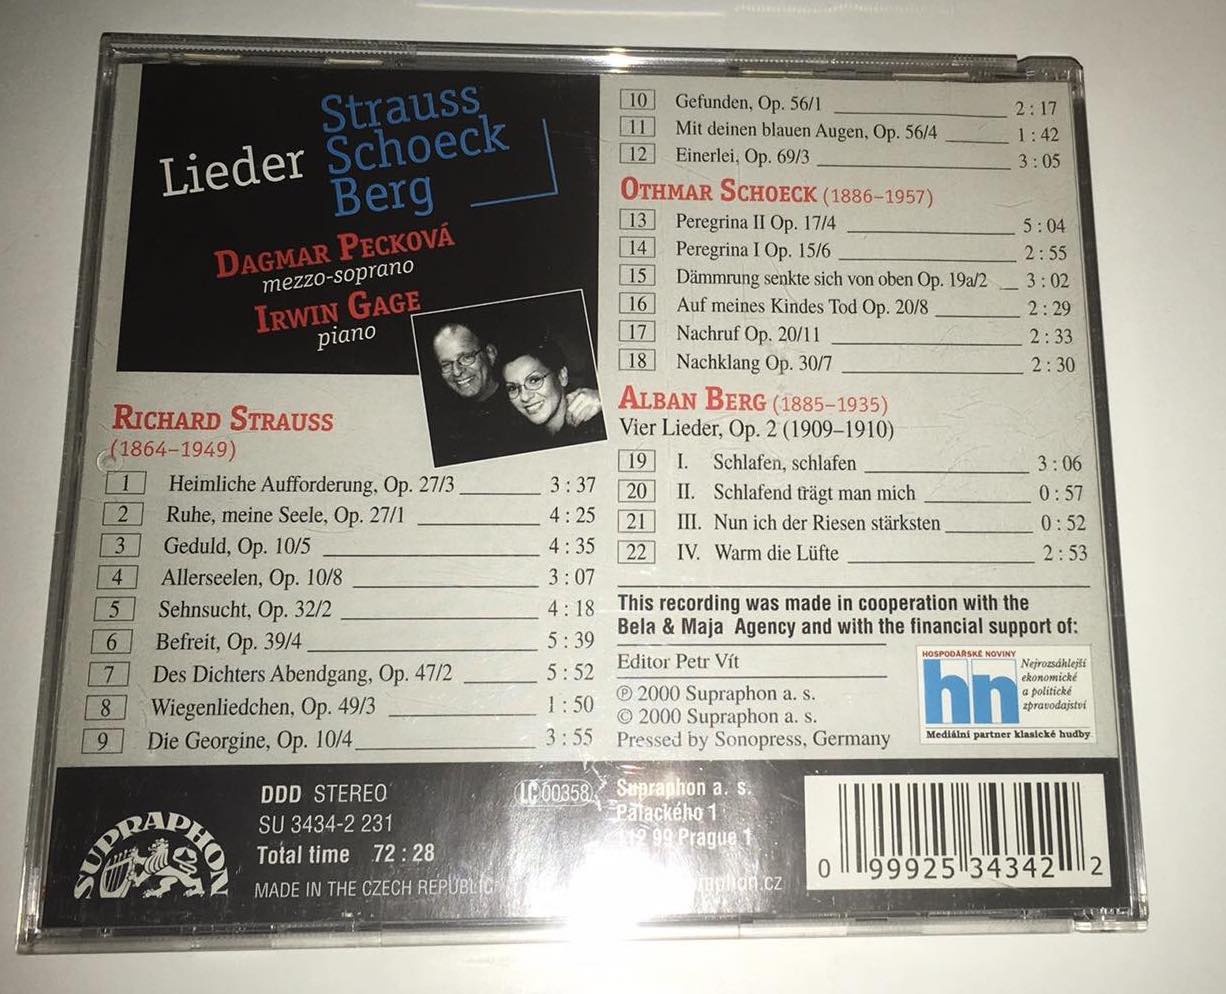 Lieder
Strauss
Schoeck
Berg
DAGMAR PECKOVÁ
mezzo-soprano
IRWIN GAGE
piano
RICHARD STRAUSS
(1864–1949)
1 Heimliche Aufforderung, Op. 27/3 3 : 37
2 Ruhe, meine Seele, Op. 27/1 4 : 25
3 Geduld, Op. 10/5 4 : 35
4 Allerseelen, Op. 10/8 3 : 07
5 Sehnsucht, Op. 32/2 4 : 18
6 Befreit, Op. 39/4 5 : 39
7 Des Dichters Abendgang, Op. 47/2 5 : 52
8 Wiegenliedchen, Op. 49/3 1 : 50
9 Die Georgine, Op. 10/4 3 : 55
10 Gefunden, Op. 56/1 2 : 17
11 Mit deinen blauen Augen, Op. 56/4 1 : 42
12 Einerlei, Op. 69/3 3 : 05
OTHMAR SCHOECK (1886–1957)
13 Peregrina II Op. 17/4 5 : 04
14 Peregrina I Op. 15/6 2 : 55
15 Dämmrung senkte sich von oben Op. 19a/2 3 : 02
16 Auf meines Kindes Tod Op. 20/8 2 : 29
17 Nachruf Op. 20/11 2 : 33
18 Nachklang Op. 30/7 2 : 30
ALBAN BERG (1885–1935)
Vier Lieder, Op. 2 (1909–1910)
19 I. Schlafen, schlafen 3 : 06
20 II. Schlafend trägt man mich 0 : 57
21 III. Nun ich der Riesen stärksten 0 : 52
22 IV. Warm die Lüfte 2 : 53
This recording was made in cooperation with the
Bela & Maja Agency and with the financial support of:
Editor Petr Vít
℗ 2000 Supraphon a. s.
© 2000 Supraphon a. s.
Pressed by Sonopress, Germany
HOSPODÁŘSKÉ NOVINY
hn
Nejrozsáhlejší
ekonomické
a politické
zpravodajství
Mediální partner klasické hudby
SUPRAPHON
DDD STEREO
SU 3434-2 231
Total time 72 : 28
MADE IN THE CZECH REPUBLIC
LC 00358
Supraphon a. s.
Palackého 1
112 99 Prague 1
0 99925 34342 2